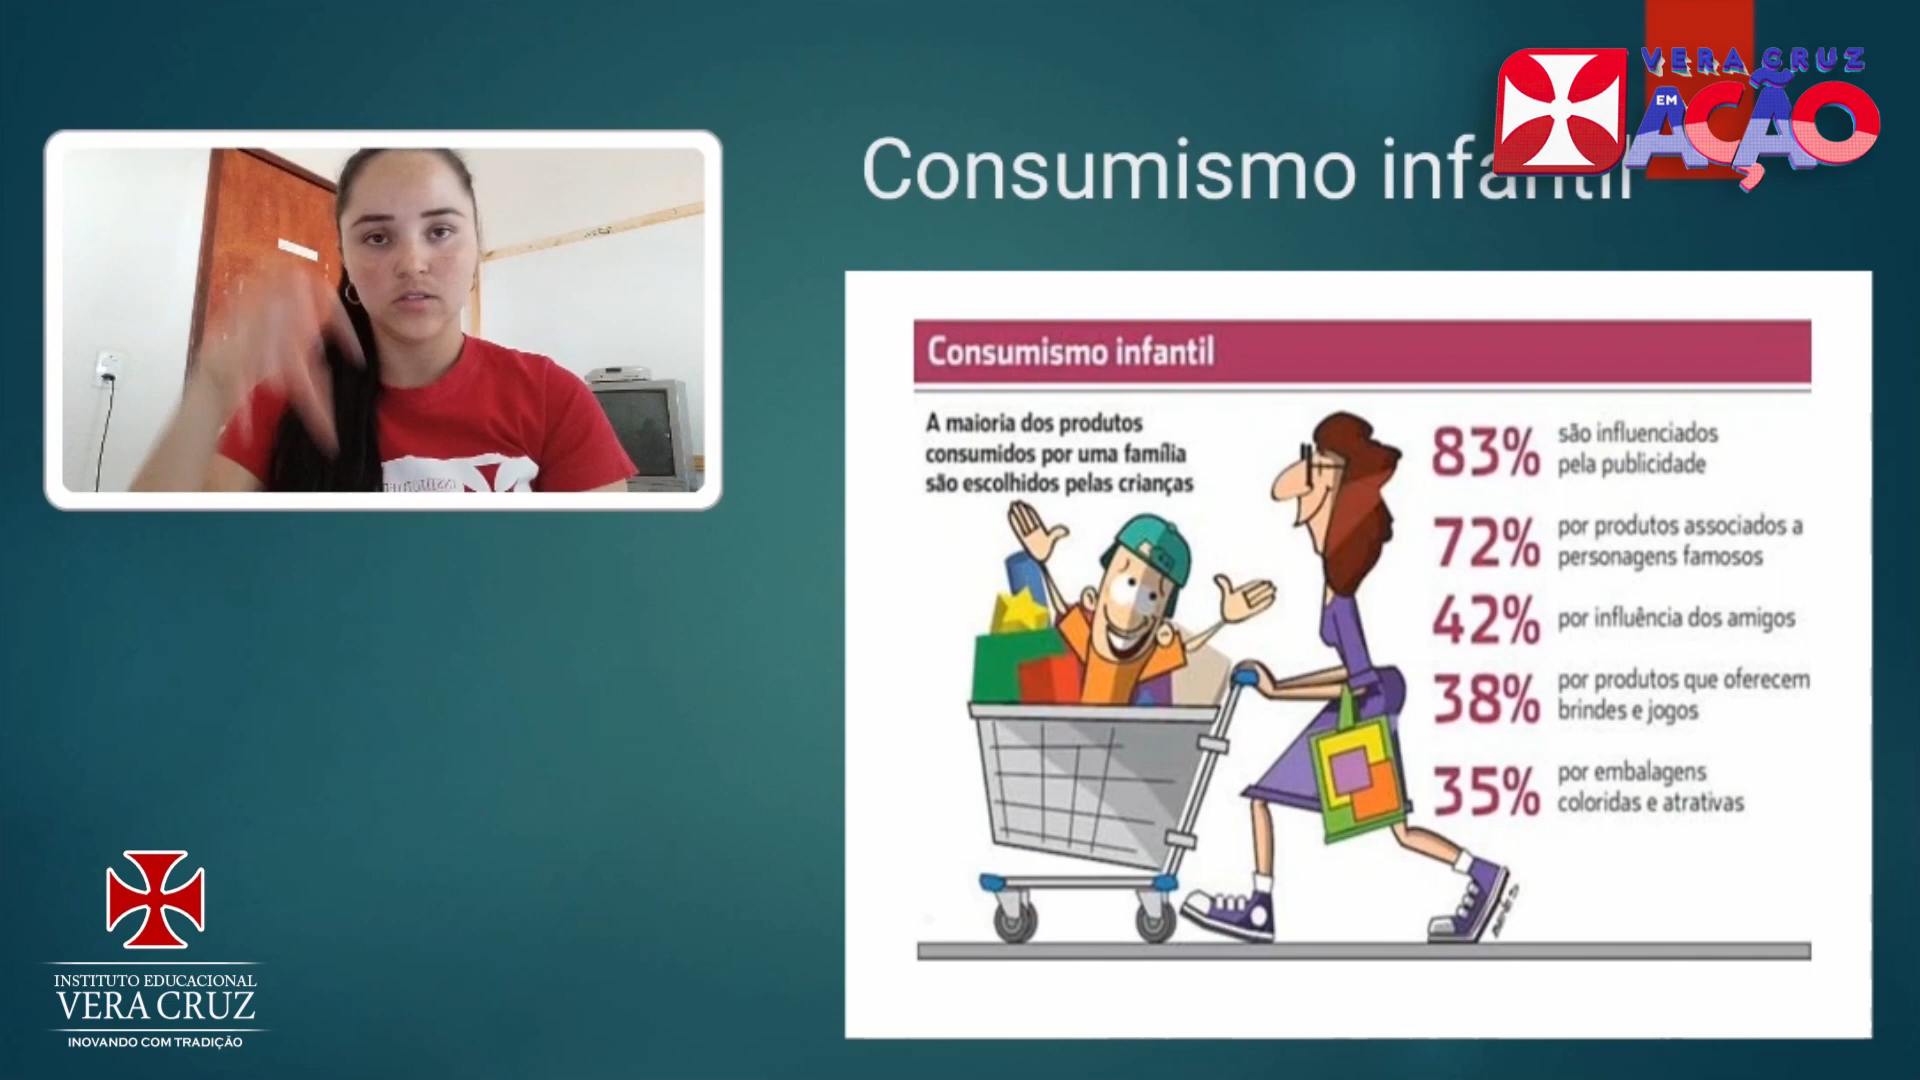 VERA CRUZ
EM
AÇÃO
Consumismo infantil
Consumismo infantil
A maioria dos produtos
consumidos por uma família
são escolhidos pelas crianças
83% são influenciados
pela publicidade
72% por produtos associados a
personagens famosos
42% por influência dos amigos
38% por produtos que oferecem
brindes e jogos
35% por embalagens
coloridas e atrativas
INSTITUTO EDUCACIONAL
VERA CRUZ
INOVANDO COM TRADIÇÃO